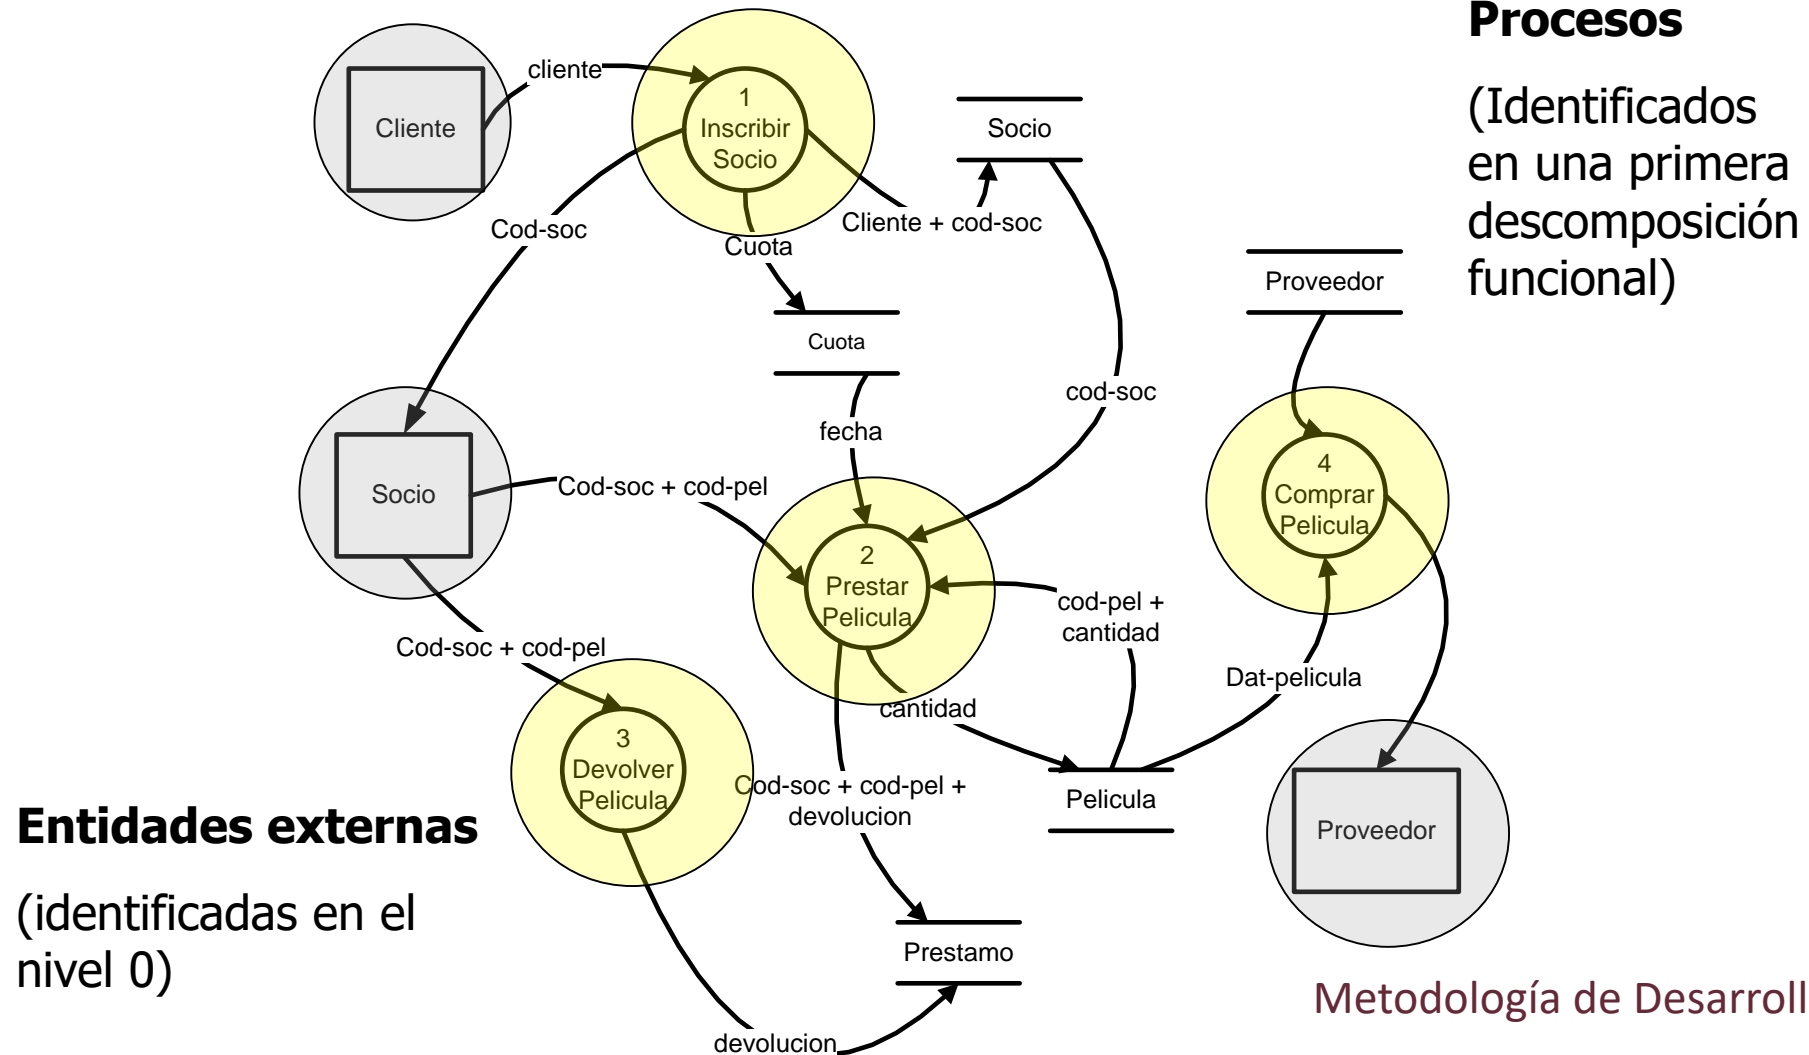 Procesos
(Identificados
en una primera
descomposición
funcional)
cliente
Cliente
1
Inscribir
Socio
Socio
Cod-soc
Cuota
Cliente + cod-soc
Proveedor
Cuota
cod-soc
fecha
Socio
Cod-soc + cod-pel
4
Comprar
Pelicula
2
Prestar
Pelicula
cod-pel +
cantidad
Cod-soc + cod-pel
Dat-pelicula
cantidad
3
Devolver
Pelicula
Cod-soc + cod-pel +
devolucion
Pelicula
Proveedor
Entidades externas
(identificadas en el
nivel 0)
Prestamo
devolucion
Metodología de Desarroll